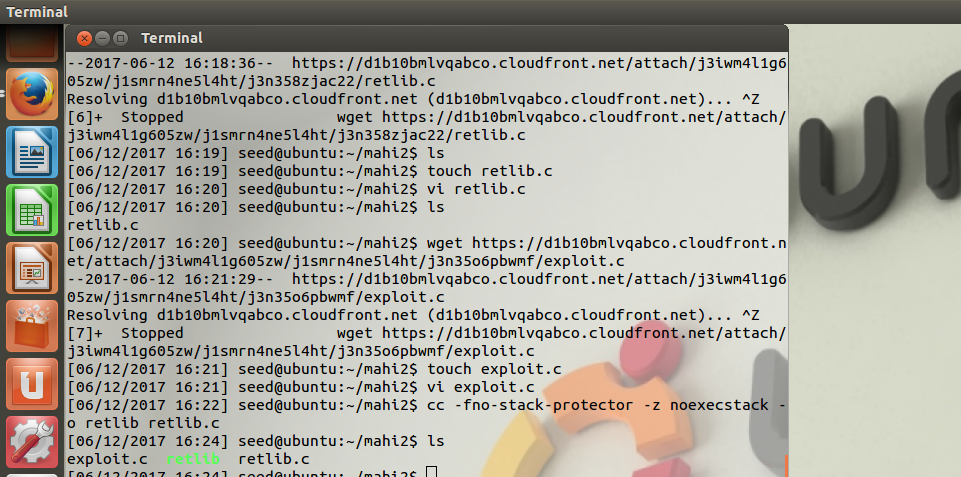 Terminal
Terminal
--2017-06-12 16:18:36-- https://d1b10bmlvqabco.cloudfront.net/attach/j3iwm4l1g6
05zw/j1smrn4ne5l4ht/j3n358zjac22/retlib.c
Resolving d1b10bmlvqabco.cloudfront.net (d1b10bmlvqabco.cloudfront.net)... ^Z
[6]+ Stopped wget https://d1b10bmlvqabco.cloudfront.net/attach/
j3iwm4l1g605zw/j1smrn4ne5l4ht/j3n358zjac22/retlib.c
[06/12/2017 16:19] seed@ubuntu:~/mahi2$ ls
[06/12/2017 16:19] seed@ubuntu:~/mahi2$ touch retlib.c
[06/12/2017 16:20] seed@ubuntu:~/mahi2$ vi retlib.c
[06/12/2017 16:20] seed@ubuntu:~/mahi2$ ls
retlib.c
[06/12/2017 16:20] seed@ubuntu:~/mahi2$ wget https://d1b10bmlvqabco.cloudfront.n
et/attach/j3iwm4l1g605zw/j1smrn4ne5l4ht/j3n35o6pbwmf/exploit.c
--2017-06-12 16:21:29-- https://d1b10bmlvqabco.cloudfront.net/attach/j3iwm4l1g6
05zw/j1smrn4ne5l4ht/j3n35o6pbwmf/exploit.c
Resolving d1b10bmlvqabco.cloudfront.net (d1b10bmlvqabco.cloudfront.net)... ^Z
[7]+ Stopped wget https://d1b10bmlvqabco.cloudfront.net/attach/
j3iwm4l1g605zw/j1smrn4ne5l4ht/j3n35o6pbwmf/exploit.c
[06/12/2017 16:21] seed@ubuntu:~/mahi2$ touch exploit.c
[06/12/2017 16:21] seed@ubuntu:~/mahi2$ vi exploit.c
[06/12/2017 16:22] seed@ubuntu:~/mahi2$ cc -fno-stack-protector -z noexecstack -
o retlib retlib.c
[06/12/2017 16:24] seed@ubuntu:~/mahi2$ ls
exploit.c retlib retlib.c
[06/12/2017 16:24] seed@ubuntu:~/mahi2$